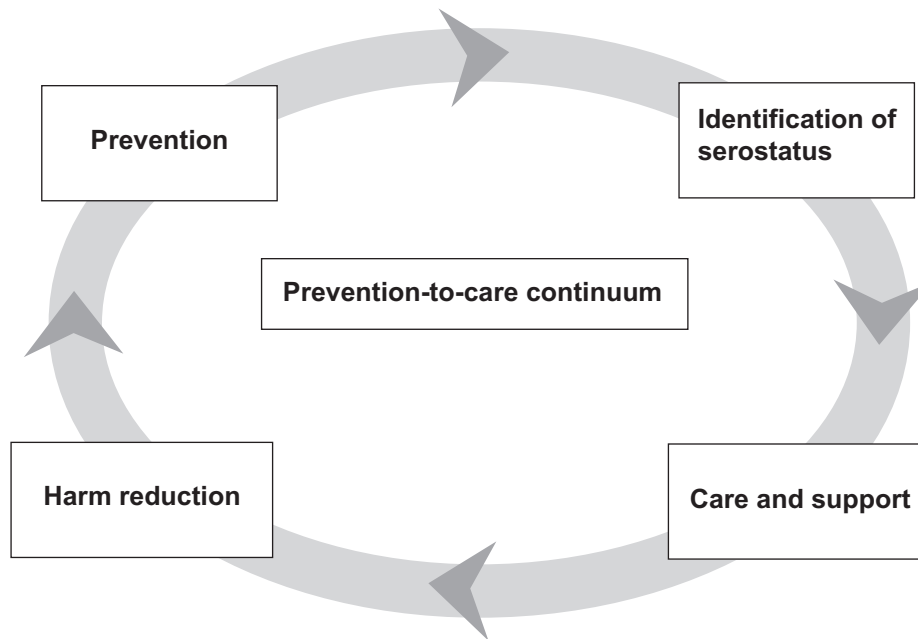 Prevention
Identification of
serostatus
Prevention-to-care continuum
Harm reduction
Care and support